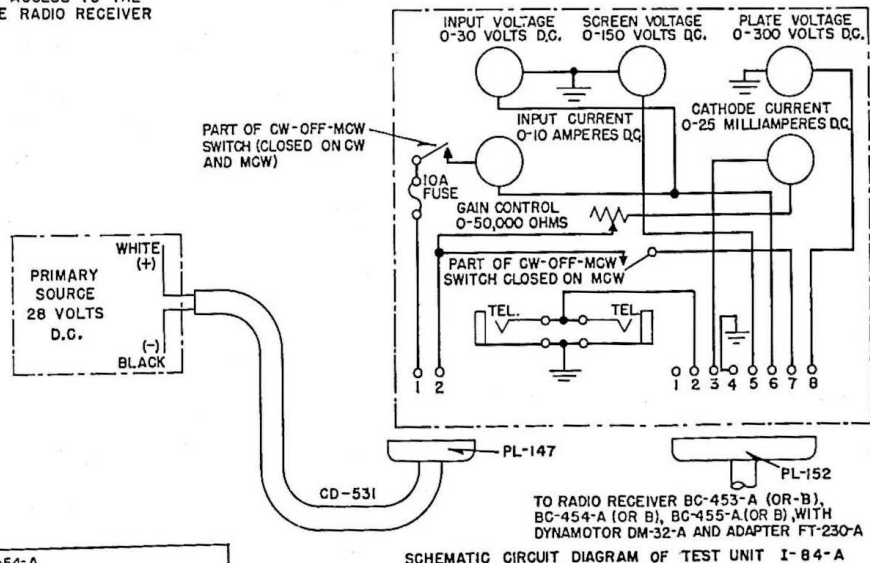 ACCESS TO THE
E RADIO RECEIVER
INPUT VOLTAGE
0-30 VOLTS D.C.
SCREEN VOLTAGE
0-150 VOLTS D.C.
PLATE VOLTAGE
0-300 VOLTS D.C.
PART OF CW-OFF-MCW
SWITCH (CLOSED ON CW
AND MCW)
INPUT CURRENT
0-10 AMPERES D.C
CATHODE CURRENT
0-25 MILLIAMPERES D.C.
10A
FUSE
GAIN CONTROL
0-50,000 OHMS
PART OF CW-OFF-MCW
SWITCH CLOSED ON MCW
PRIMARY
SOURCE
28 VOLTS
D.C.
WHITE
(+)
(-)
BLACK
TEL.
TEL.
1 2
1 2 3 4 5 6 7 8
PL-147
PL-152
CD-531
TO RADIO RECEIVER BC-453-A (OR-B),
BC-454-A (OR B), BC-455-A (OR B), WITH
DYNAMOTOR DM-32-A AND ADAPTER FT-230-A
SCHEMATIC CIRCUIT DIAGRAM OF TEST UNIT I-84-A